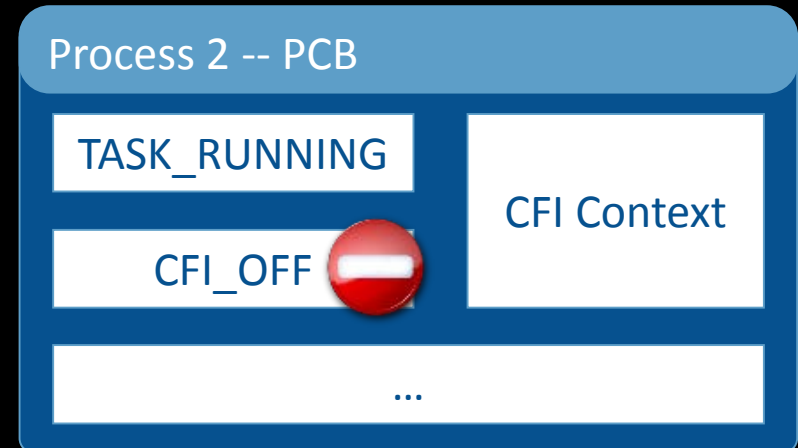 Process 2 -- PCB
TASK_RUNNING
CFI Context
CFI_OFF
...